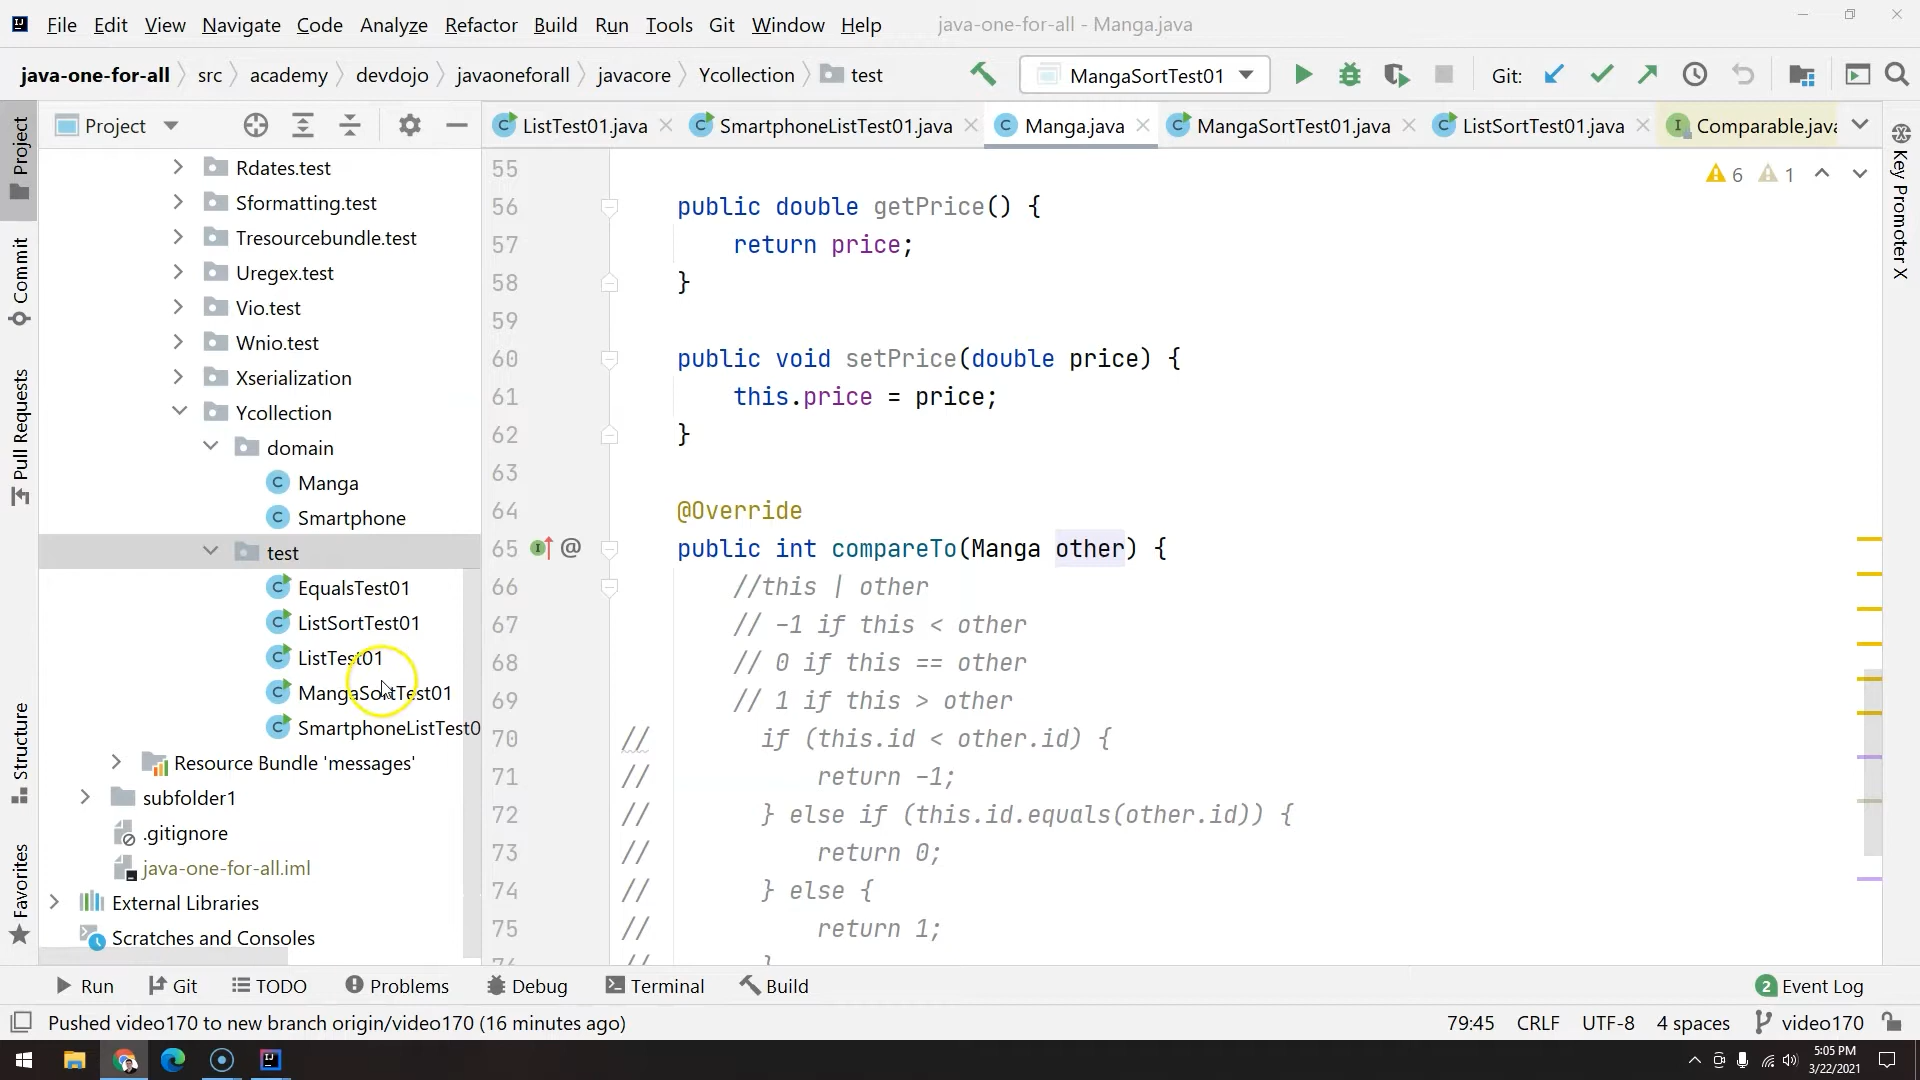 File Edit View Navigate Code Analyze Refactor Build Run Tools Git Window Help java-one-for-all - Manga.java
java-one-for-all src academy devdojo javaoneforall javacore Ycollection test MangaSortTest01 Git:
Project ListTest01.java SmartphoneListTest01.java Manga.java MangaSortTest01.java ListSortTest01.java Comparable.java
Project
Commit
Pull Requests
Structure
Favorites
Rdates.test
Sformatting.test
Tresourcebundle.test
Uregex.test
Vio.test
Wnio.test
Xserialization
Ycollection
domain
Manga
Smartphone
test
EqualsTest01
ListSortTest01
ListTest01
MangaSortTest01
SmartphoneListTest0
Resource Bundle 'messages'
subfolder1
.gitignore
java-one-for-all.iml
External Libraries
Scratches and Consoles
6 1
55
56 public double getPrice() {
57 return price;
58 }
59
60 public void setPrice(double price) {
61 this.price = price;
62 }
63
64 @Override
65 @ public int compareTo(Manga other) {
66 //this | other
67 // -1 if this < other
68 // 0 if this == other
69 // 1 if this > other
70 // if (this.id < other.id) {
71 // return -1;
72 // } else if (this.id.equals(other.id)) {
73 // return 0;
74 // } else {
75 // return 1;
76 // }
Key Promoter X
Run Git TODO Problems Debug Terminal Build 2 Event Log
Pushed video170 to new branch origin/video170 (16 minutes ago) 79:45 CRLF UTF-8 4 spaces video170
5:05 PM
3/22/2021